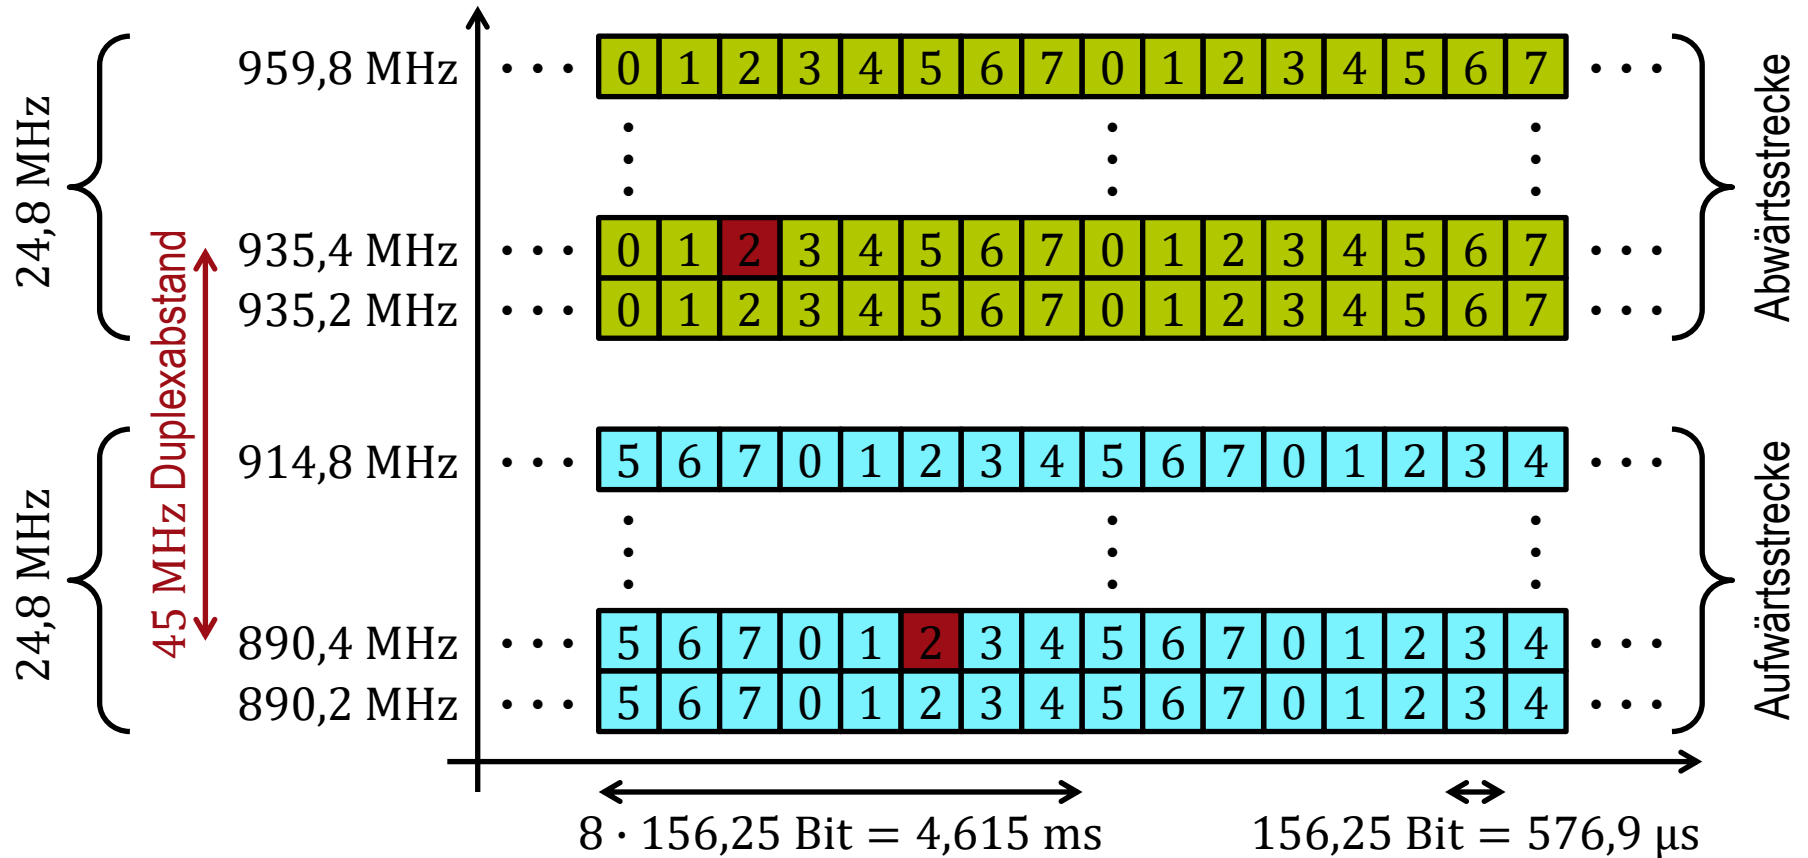 24,8 MHz
959,8 MHz ··· 0 1 2 3 4 5 6 7 0 1 2 3 4 5 6 7 ···
935,4 MHz ··· 0 1 2 3 4 5 6 7 0 1 2 3 4 5 6 7 ···
935,2 MHz ··· 0 1 2 3 4 5 6 7 0 1 2 3 4 5 6 7 ···
Abwärtsstrecke
45 MHz Duplexabstand
24,8 MHz
914,8 MHz ··· 5 6 7 0 1 2 3 4 5 6 7 0 1 2 3 4 ···
890,4 MHz ··· 5 6 7 0 1 2 3 4 5 6 7 0 1 2 3 4 ···
890,2 MHz ··· 5 6 7 0 1 2 3 4 5 6 7 0 1 2 3 4 ···
Aufwärtsstrecke
8 · 156,25 Bit = 4,615 ms
156,25 Bit = 576,9 µs